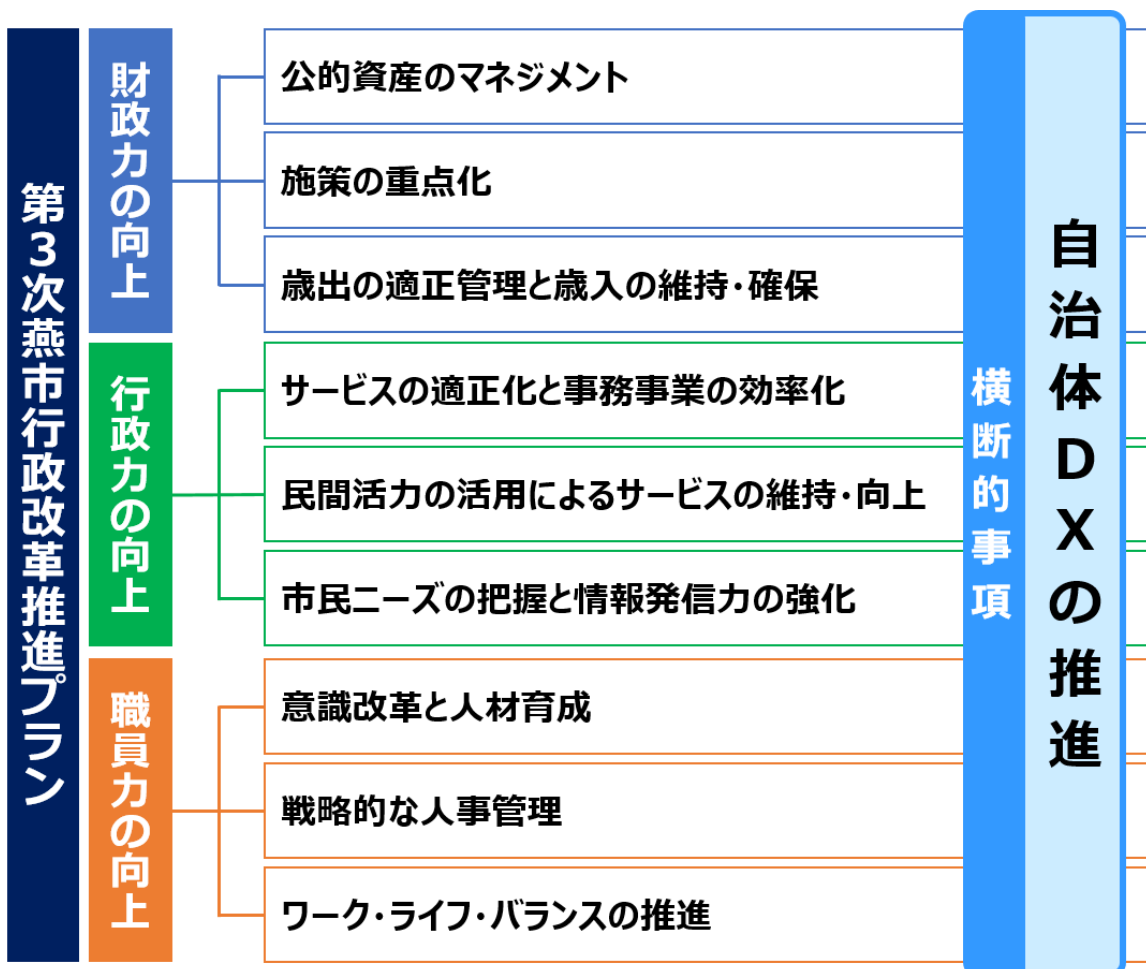 第3次燕市行政改革推進プラン
財政力の向上
公的資産のマネジメント
施策の重点化
歳出の適正管理と歳入の維持・確保
行政力の向上
サービスの適正化と事務事業の効率化
民間活力の活用によるサービスの維持・向上
市民ニーズの把握と情報発信力の強化
職員力の向上
意識改革と人材育成
戦略的な人事管理
ワーク・ライフ・バランスの推進
横断的事項
自治体DXの推進